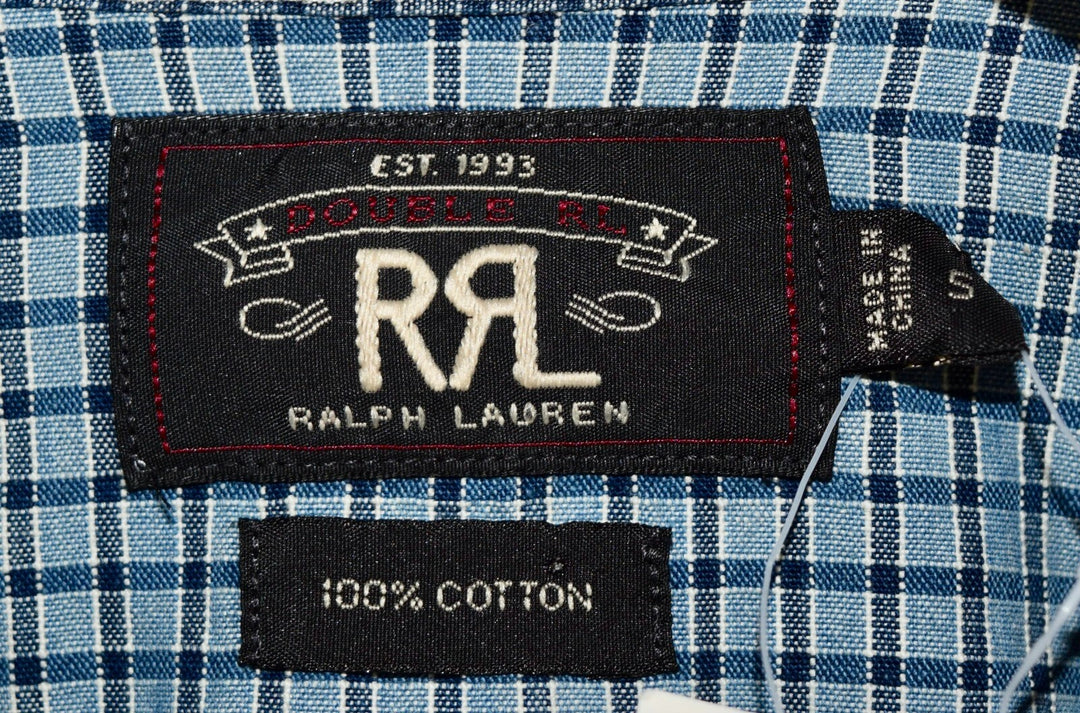 EST. 1993
DOUBLE RL
RRL
RALPH LAUREN
MADE IN
CHINA
S
100% COTTON